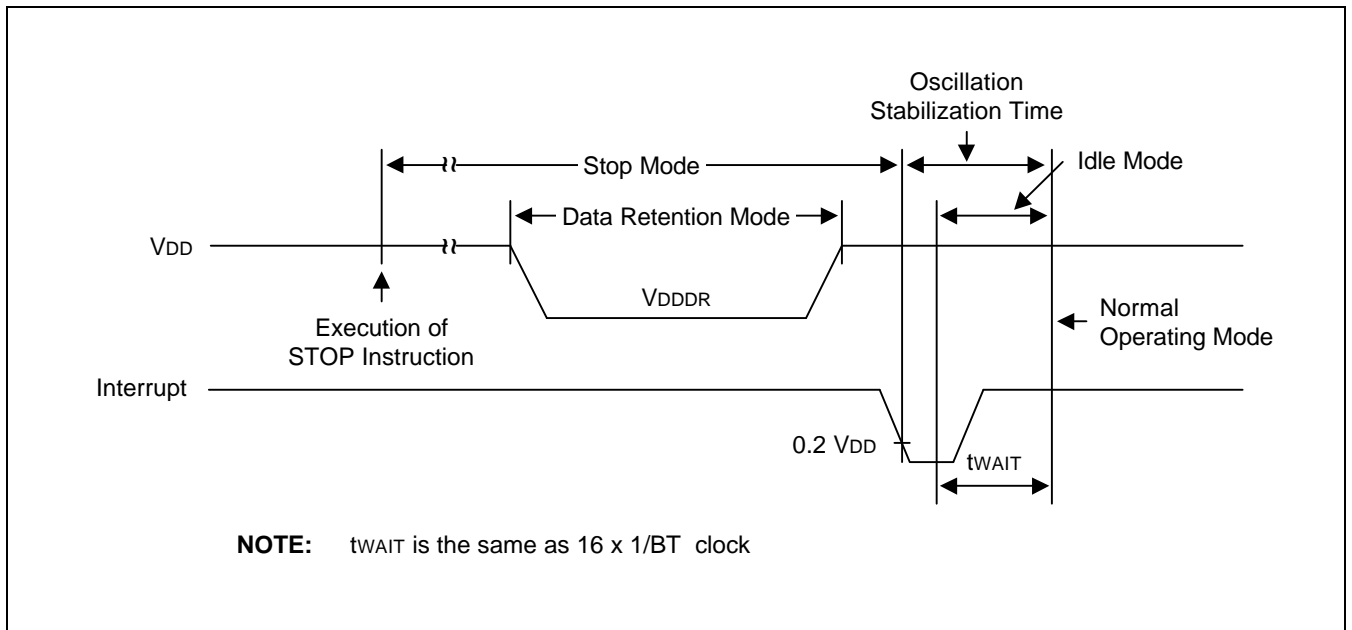 Oscillation
Stabilization Time
Idle Mode
Stop Mode
Data Retention Mode
VDD
VDDDR
Execution of
STOP Instruction
Normal
Operating Mode
Interrupt
0.2 VDD
tWAIT
NOTE: tWAIT is the same as 16 x 1/BT clock